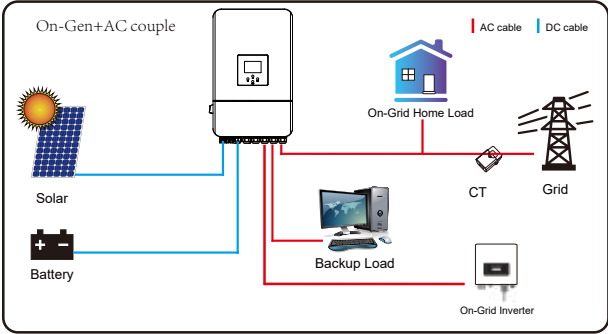 On-Gen+AC couple
AC cable
DC cable
On-Grid Home Load
Solar
CT
Grid
Battery
Backup Load
On-Grid Inverter